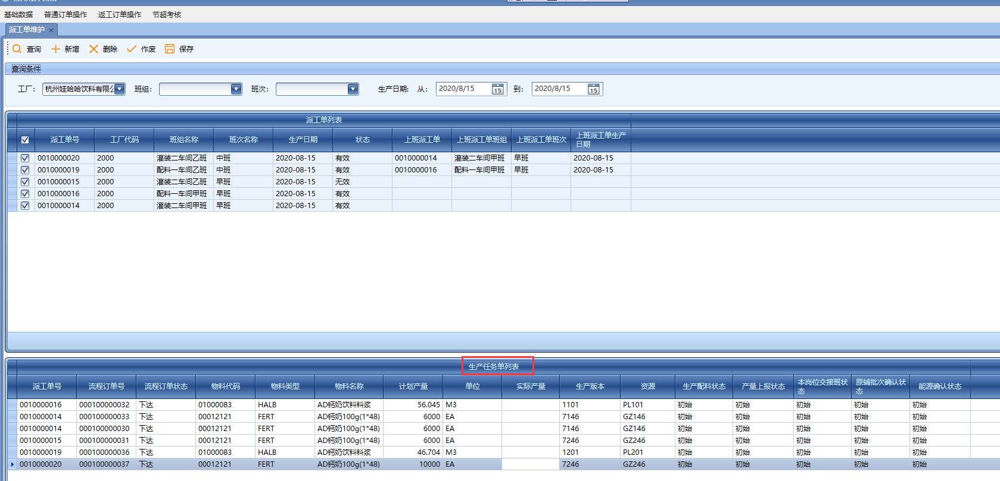 基础数据 普通订单操作 返工订单操作 节超考核
派工单维护 ×
查询 新增 删除 作废 保存
查询条件
工厂： 杭州娃哈哈饮料有限公 班组： 班次： 生产日期: 从： 2020/8/15 15 到： 2020/8/15 15
派工单列表
派工单号 工厂代码 班组名称 班次名称 生产日期 状态 上班派工单 上班派工单班组 上班派工单班次 上班派工单生产日期
0010000020 2000 灌装二车间乙班 中班 2020-08-15 有效 0010000014 灌装二车间甲班 早班 2020-08-15
0010000019 2000 配料一车间乙班 中班 2020-08-15 有效 0010000016 配料一车间甲班 早班 2020-08-15
0010000015 2000 灌装二车间乙班 早班 2020-08-15 无效
0010000016 2000 配料一车间甲班 早班 2020-08-15 有效
0010000014 2000 灌装二车间甲班 早班 2020-08-15 有效
生产任务单列表
派工单号 流程订单号 流程订单状态 物料代码 物料类型 物料名称 计划产量 单位 实际产量 生产版本 资源 生产配料状态 产量上报状态 本岗位交接班状态 原辅批次确认状态 能源确认状态
0010000016 000100000032 下达 01000083 HALB AD钙奶饮料料浆 56.045 M3 1101 PL101 初始 初始 初始 初始 初始
0010000014 000100000033 下达 00012121 FERT AD钙奶100g(1*48) 6000 EA 7146 GZ146 初始 初始 初始 初始 初始
0010000014 000100000030 下达 00012121 FERT AD钙奶100g(1*48) 6000 EA 7146 GZ146 初始 初始 初始 初始 初始
0010000015 000100000031 下达 00012121 FERT AD钙奶100g(1*48) 6000 EA 7246 GZ246 初始 初始 初始 初始 初始
0010000019 000100000036 下达 01000083 HALB AD钙奶饮料料浆 46.704 M3 1201 PL201 初始 初始 初始 初始 初始
0010000020 000100000037 下达 00012121 FERT AD钙奶100g(1*48) 10000 EA 7246 GZ246 初始 初始 初始 初始 初始